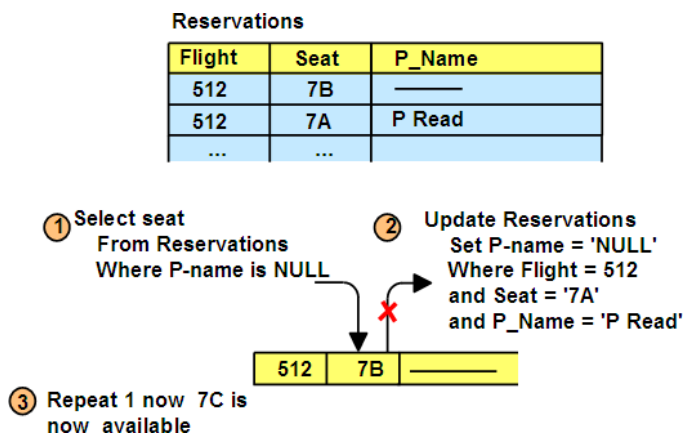 Reservations
Flight Seat P_Name
512 7B
512 7A P Read
... ...
1 Select seat
From Reservations
Where P-name is NULL
2 Update Reservations
Set P-name = 'NULL'
Where Flight = 512
and Seat = '7A'
and P_Name = 'P Read'
512 7B
3 Repeat 1 now 7C is
now available